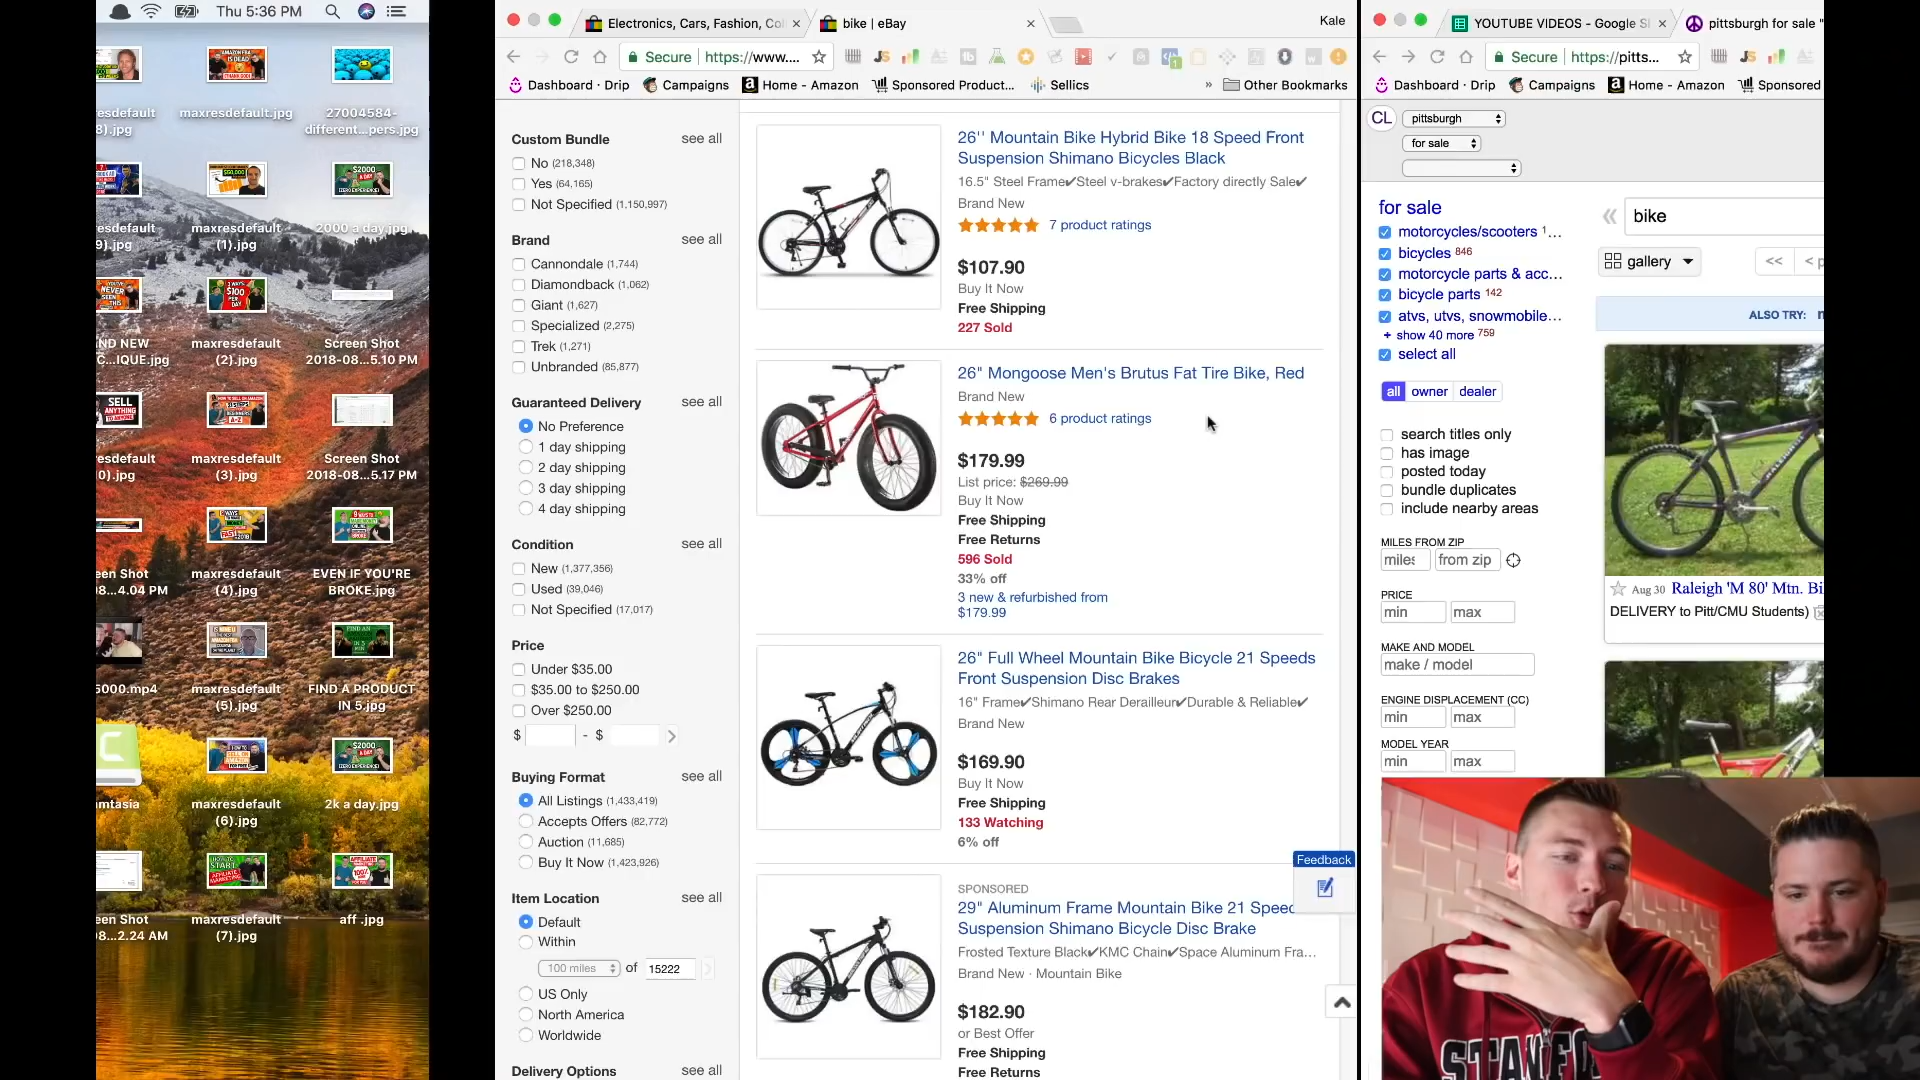 Thu 5:36 PM
esdefault
maxresdefault.jpg
27004584-
8).jpg
different...pers.jpg
esdefault
maxresdefault
2000 a day.jpg
9).jpg
(1).jpg
ND NEW
maxresdefault
Screen Shot
C...IQUE.jpg
(2).jpg
2018-08...5.10 PM
SELL
esdefault
maxresdefault
Screen Shot
0).jpg
(3).jpg
2018-08...5.17 PM
een Shot
maxresdefault
EVEN IF YOU'RE
8...4.04 PM
(4).jpg
BROKE.jpg
5000.mp4
maxresdefault
FIND A PRODUCT
(5).jpg
IN 5.jpg
mtasia
maxresdefault
2k a day.jpg
(6).jpg
een Shot
maxresdefault
aff .jpg
8...2.24 AM
(7).jpg
Electronics, Cars, Fashion, Col
bike | eBay
Kale
Secure
https://www....
Dashboard · Drip
Campaigns
Home - Amazon
Sponsored Product...
Sellics
»
Other Bookmarks
Custom Bundle see all
No (218,348)
Yes (64,165)
Not Specified (1,150,997)
Brand see all
Cannondale (1,744)
Diamondback (1,062)
Giant (1,627)
Specialized (2,275)
Trek (1,271)
Unbranded (85,877)
Guaranteed Delivery see all
No Preference
1 day shipping
2 day shipping
3 day shipping
4 day shipping
Condition see all
New (1,377,356)
Used (39,046)
Not Specified (17,017)
Price
Under $35.00
$35.00 to $250.00
Over $250.00
$ - $
Buying Format see all
All Listings (1,433,419)
Accepts Offers (82,772)
Auction (11,685)
Buy It Now (1,423,926)
Item Location see all
Default
Within
100 miles of 15222
US Only
North America
Worldwide
Delivery Options see all
26'' Mountain Bike Hybrid Bike 18 Speed Front
Suspension Shimano Bicycles Black
16.5" Steel Frame✔Steel v-brakes✔Factory directly Sale✔
Brand New
7 product ratings
$107.90
Buy It Now
Free Shipping
227 Sold
26" Mongoose Men's Brutus Fat Tire Bike, Red
Brand New
6 product ratings
$179.99
List price: $269.99
Buy It Now
Free Shipping
Free Returns
596 Sold
33% off
3 new & refurbished from
$179.99
26" Full Wheel Mountain Bike Bicycle 21 Speeds
Front Suspension Disc Brakes
16" Frame✔Shimano Rear Derailleur✔Durable & Reliable✔
Brand New
$169.90
Buy It Now
Free Shipping
133 Watching
6% off
Feedback
SPONSORED
29" Aluminum Frame Mountain Bike 21 Speed
Suspension Shimano Bicycle Disc Brake
Frosted Texture Black✔KMC Chain✔Space Aluminum Fra...
Brand New · Mountain Bike
$182.90
or Best Offer
Free Shipping
Free Returns
YOUTUBE VIDEOS - Google S
pittsburgh for sale "
Secure
https://pitts...
Dashboard · Drip
Campaigns
Home - Amazon
Sponsored
CL
pittsburgh
for sale
for sale
motorcycles/scooters 1...
bicycles 846
motorcycle parts & acc...
bicycle parts 142
atvs, utvs, snowmobile...
+ show 40 more 759
select all
all owner dealer
search titles only
has image
posted today
bundle duplicates
include nearby areas
MILES FROM ZIP
miles from zip
PRICE
min max
MAKE AND MODEL
make / model
ENGINE DISPLACEMENT (CC)
min max
MODEL YEAR
min max
« bike
gallery
<< < p
ALSO TRY:
Aug 30 Raleigh 'M 80' Mtn. Bi
DELIVERY to Pitt/CMU Students)
STANFO